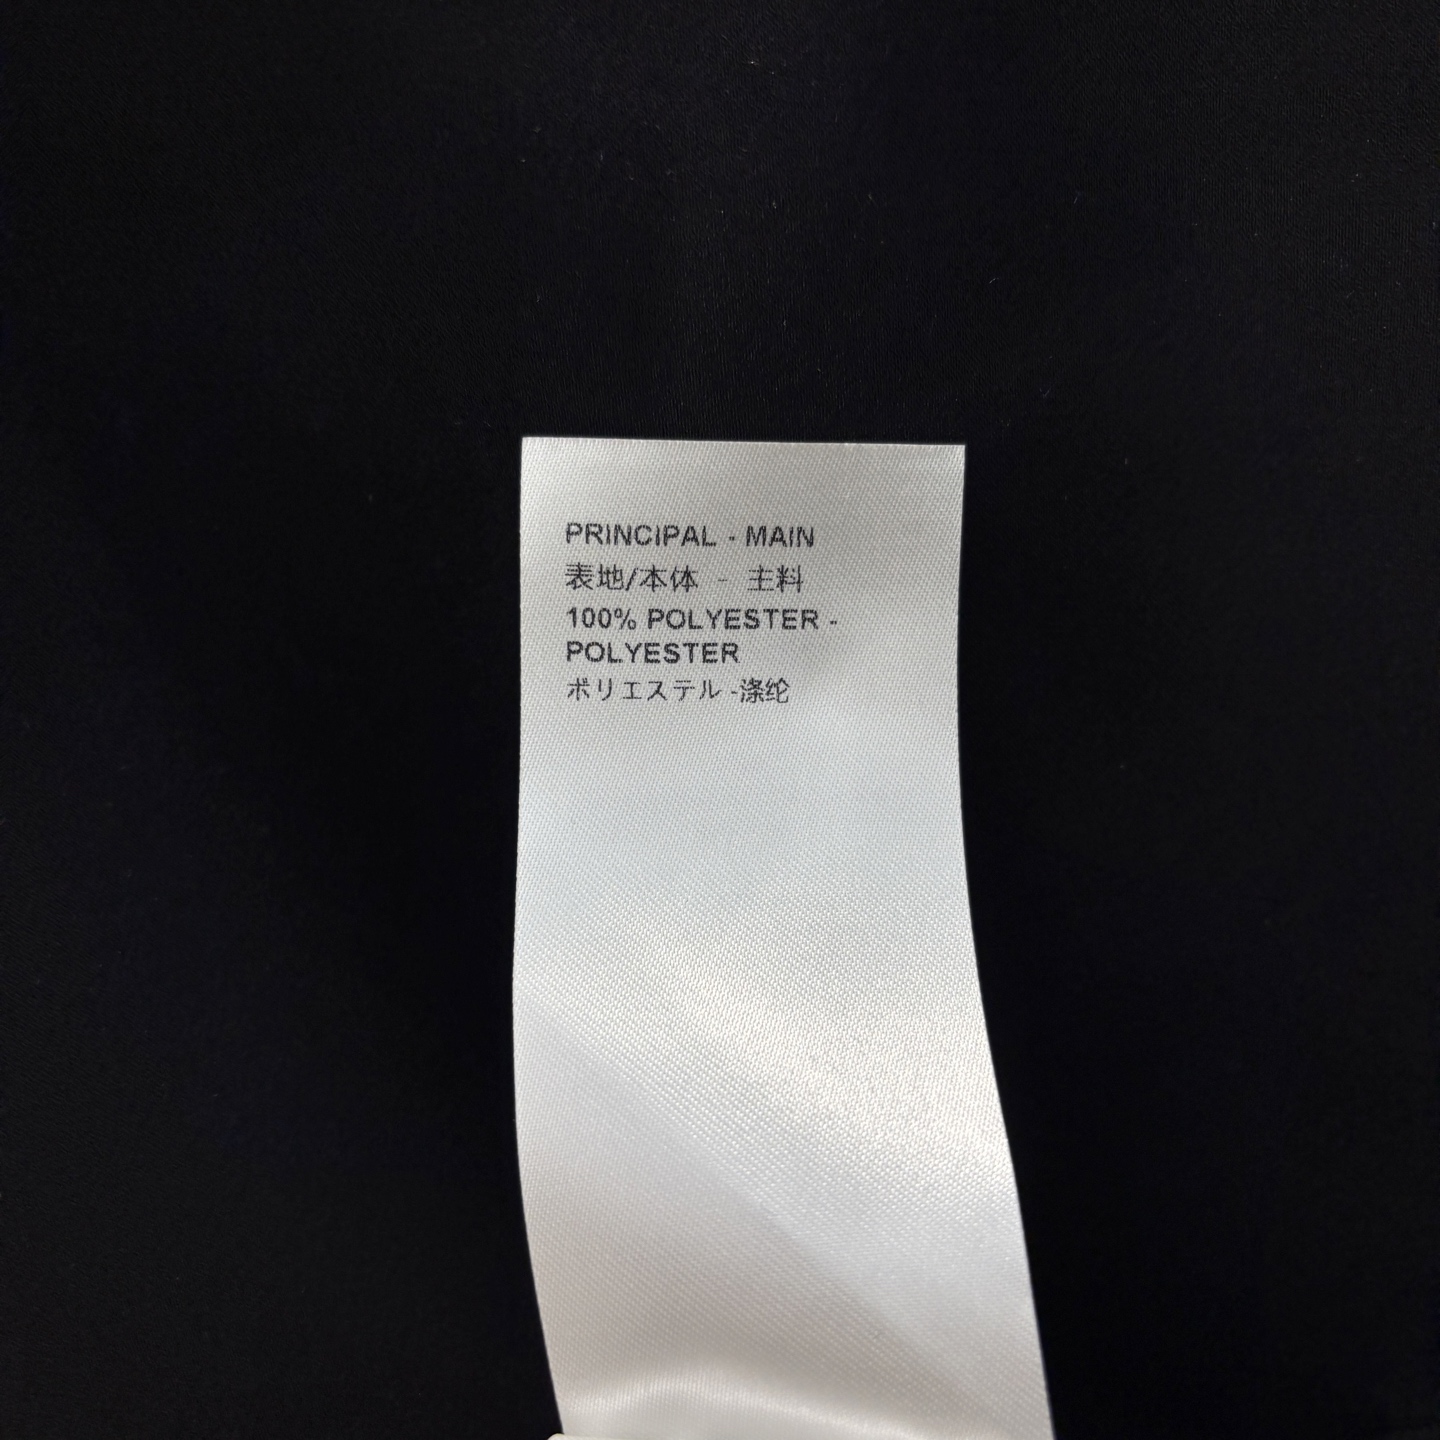 PRINCIPAL - MAIN
表地/本体 - 主料
100% POLYESTER -
POLYESTER
ポリエステル -涤纶